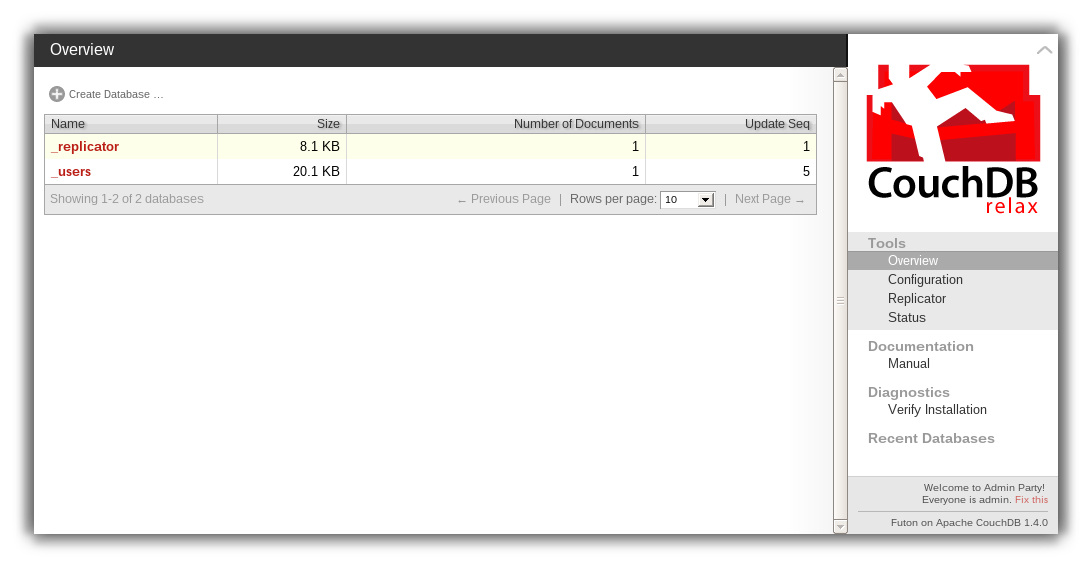 Overview
Create Database ...
Name Size Number of Documents Update Seq
_replicator 8.1 KB 1 1
_users 20.1 KB 1 5
Showing 1-2 of 2 databases ← Previous Page | Rows per page: 10 | Next Page →
CouchDB
relax
Tools
Overview
Configuration
Replicator
Status
Documentation
Manual
Diagnostics
Verify Installation
Recent Databases
Welcome to Admin Party!
Everyone is admin. Fix this
Futon on Apache CouchDB 1.4.0